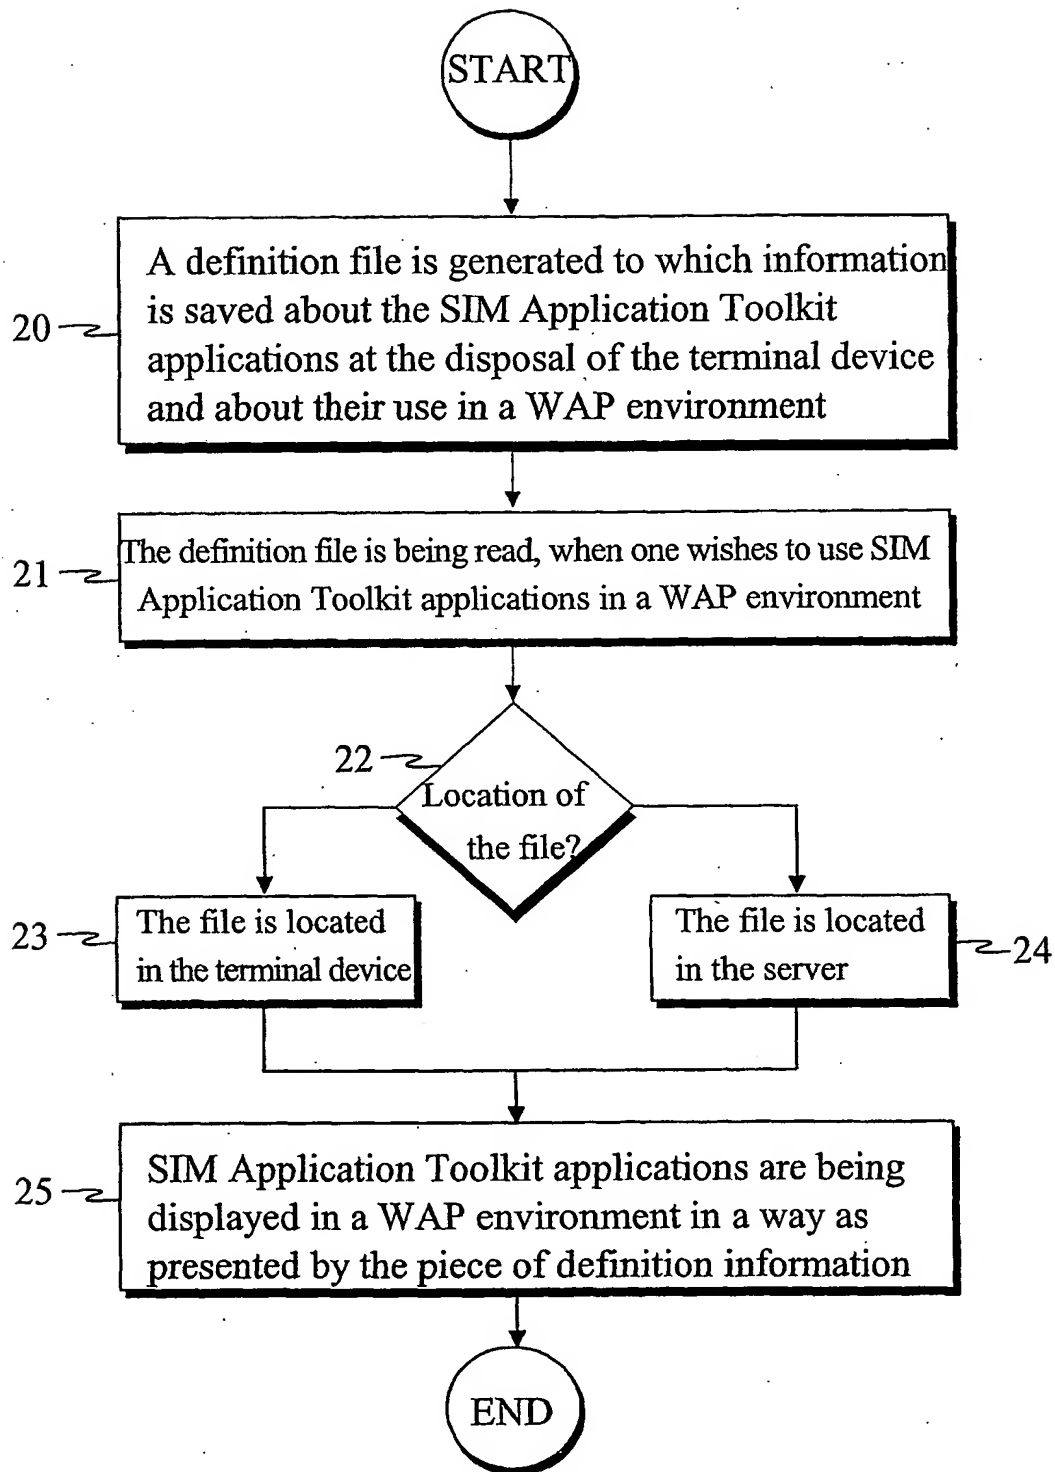 START
A definition file is generated to which information
is saved about the SIM Application Toolkit
applications at the disposal of the terminal device
and about their use in a WAP environment
20
The definition file is being read, when one wishes to use SIM
Application Toolkit applications in a WAP environment
21
22
Location of
the file?
23
The file is located
in the terminal device
The file is located
in the server
24
25
SIM Application Toolkit applications are being
displayed in a WAP environment in a way as
presented by the piece of definition information
END